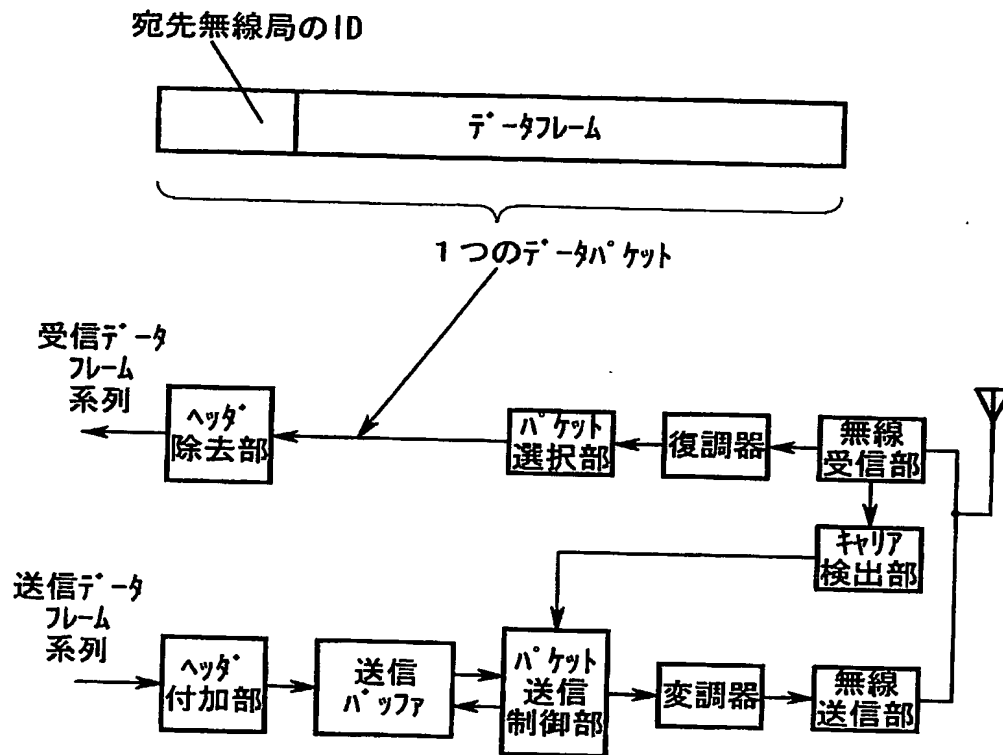 宛先無線局のID
データフレーム
1つのデータパケット
受信データ
フレーム
系列
ヘッダ
除去部
パケット
選択部
復調器
無線
受信部
キャリア
検出部
送信データ
フレーム
系列
ヘッダ
付加部
送信
バッファ
パケット
送信
制御部
変調器
無線
送信部